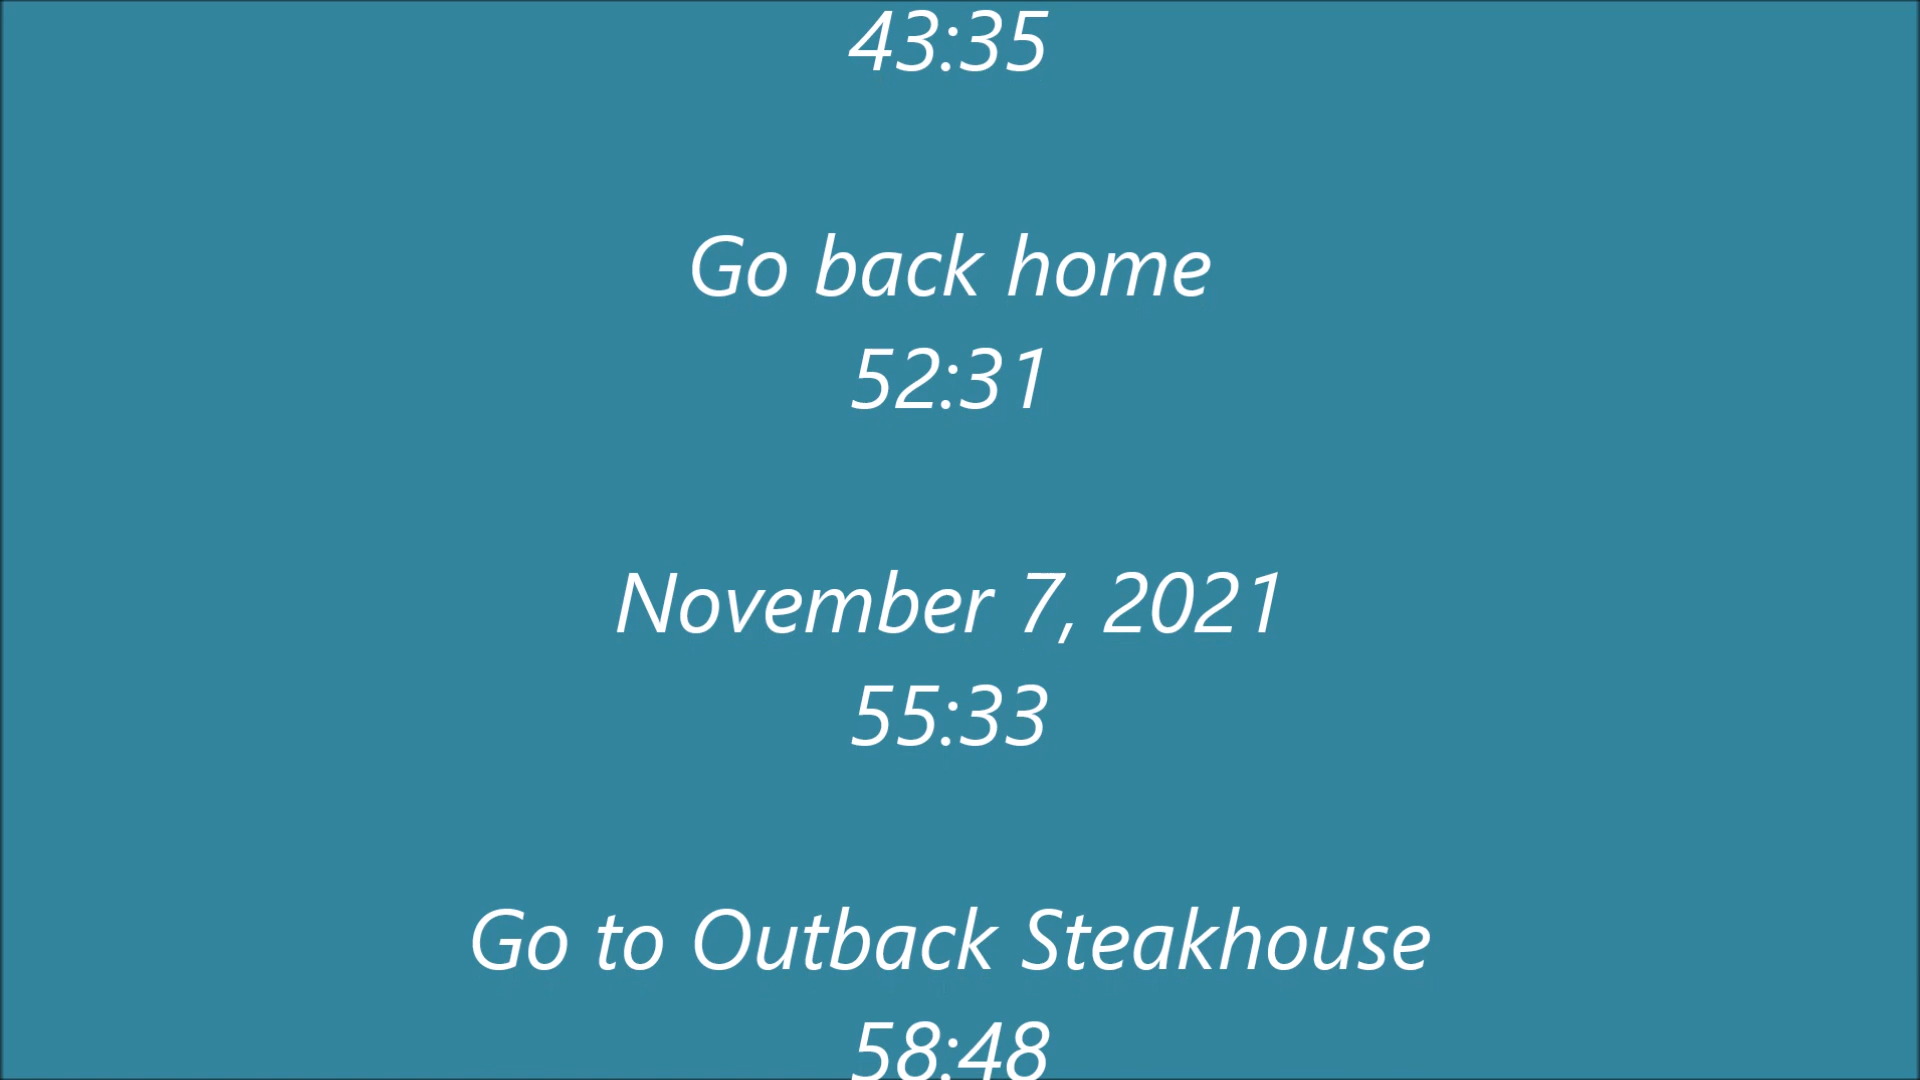 43:35
Go back home
52:31
November 7, 2021
55:33
Go to Outback Steakhouse
58:48